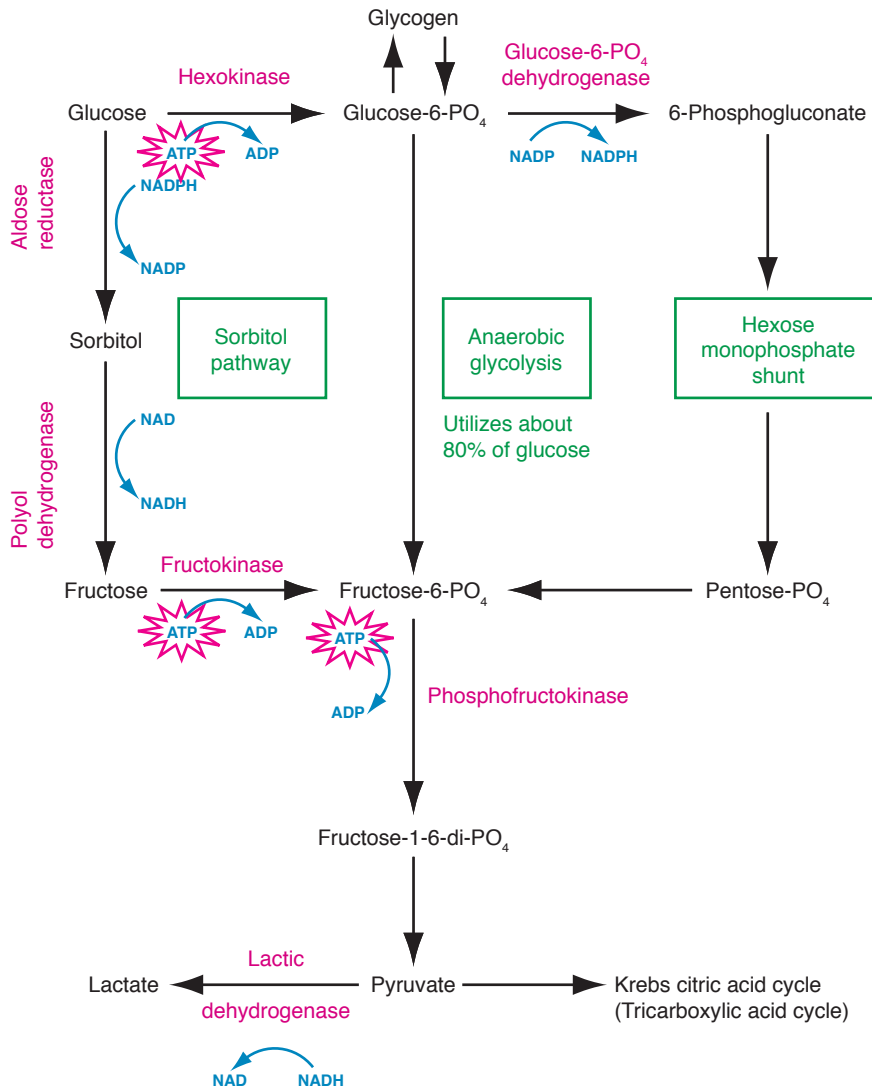 Glycogen
Hexokinase
Glucose-6-PO₄
dehydrogenase
Glucose
Glucose-6-PO₄
6-Phosphogluconate
ATP
ADP
NADP
NADPH
Aldose
reductase
NADPH
NADP
Sorbitol
Sorbitol
pathway
Anaerobic
glycolysis
Hexose
monophosphate
shunt
Utilizes about
80% of glucose
Polyol
dehydrogenase
NAD
NADH
Fructose
Fructokinase
Fructose-6-PO₄
Pentose-PO₄
ATP
ADP
ATP
ADP
Phosphofructokinase
Fructose-1-6-di-PO₄
Lactate
Lactic
dehydrogenase
Pyruvate
Krebs citric acid cycle
(Tricarboxylic acid cycle)
NAD
NADH